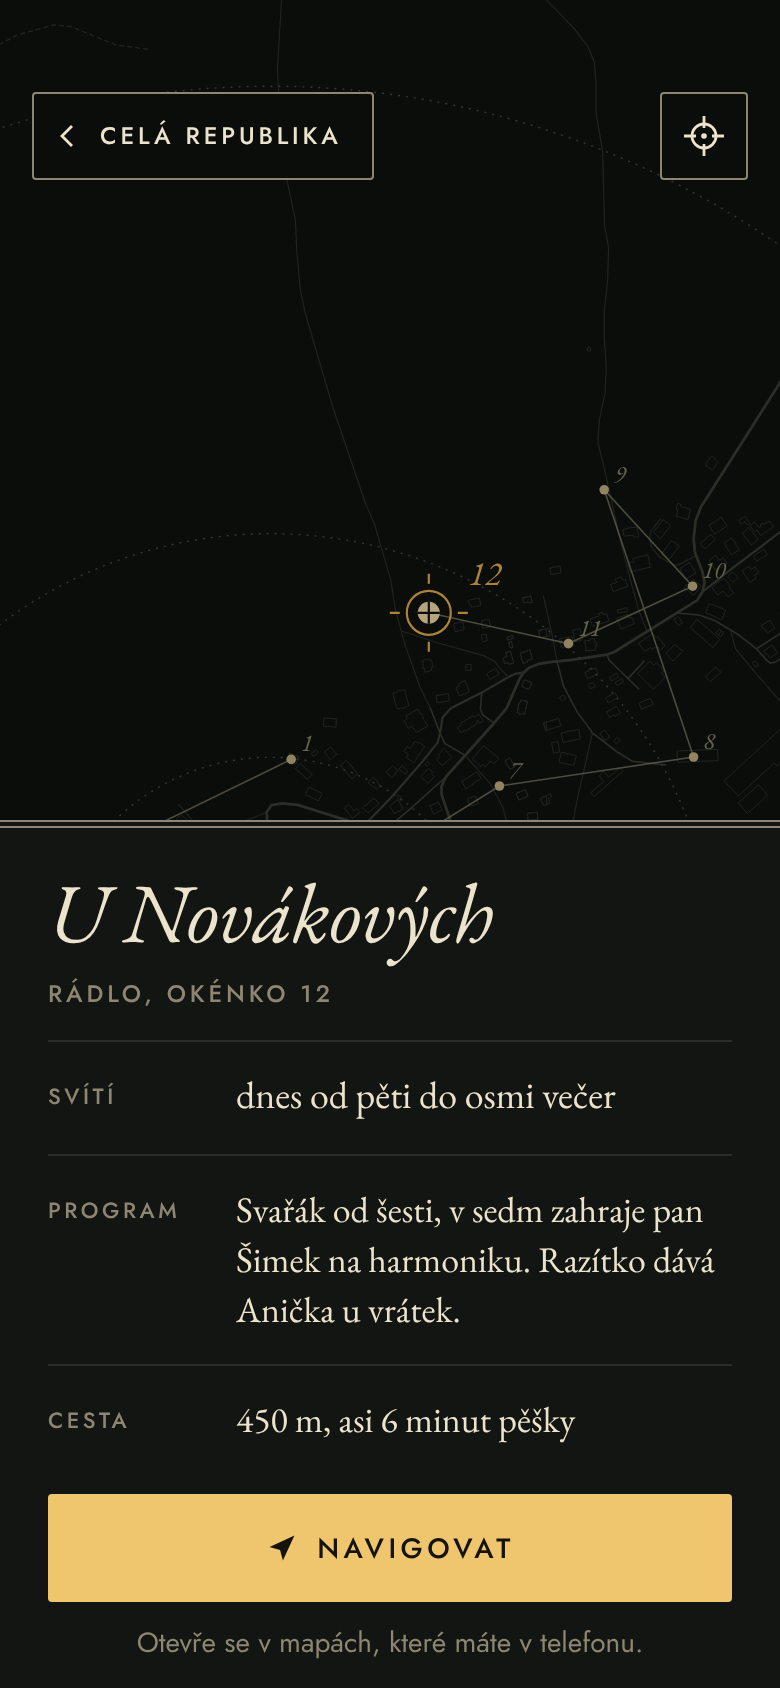 CELÁ REPUBLIKA
9
12
10
11
1
8
7
U Novákových
RÁDLO, OKÉNKO 12
SVÍTÍ
dnes od pěti do osmi večer
PROGRAM
Svařák od šesti, v sedm zahraje pan
Šimek na harmoniku. Razítko dává
Anička u vrátek.
CESTA
450 m, asi 6 minut pěšky
NAVIGOVAT
Otevře se v mapách, které máte v telefonu.